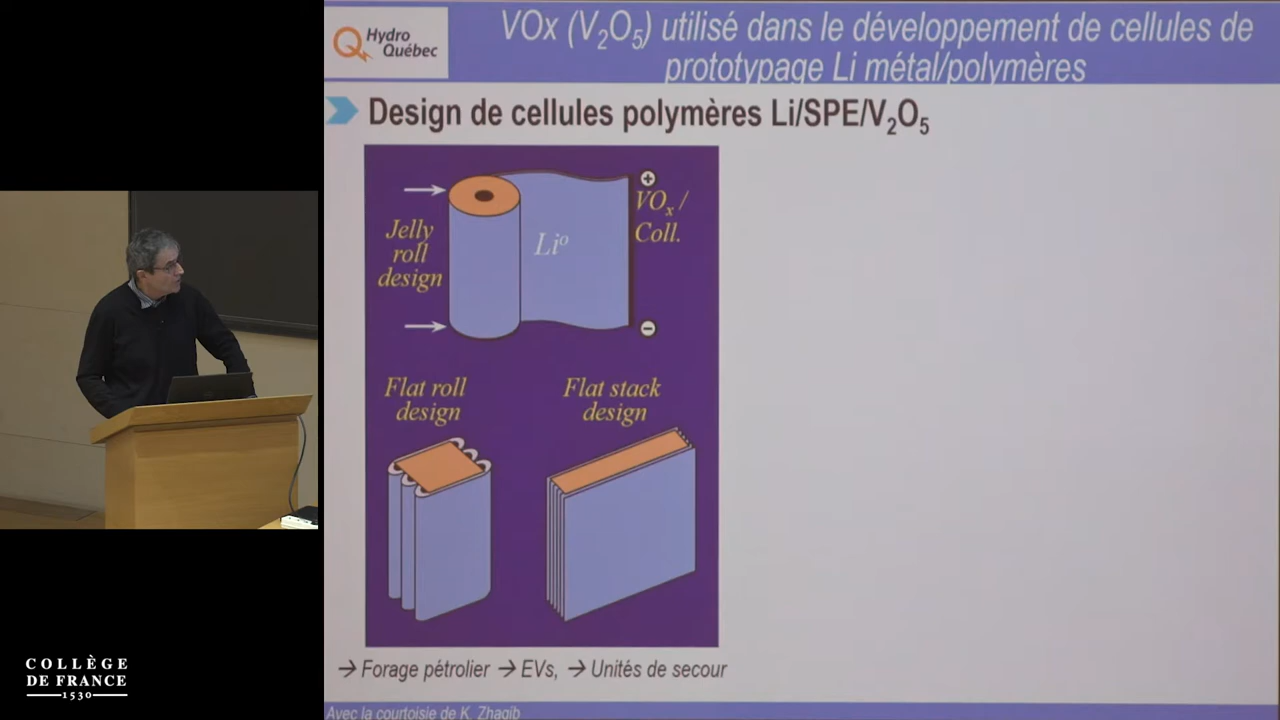 Hydro
Québec
VOx (V₂O₅) utilisé dans le développement de cellules de
prototypage Li métal/polymères
Design de cellules polymères Li/SPE/V₂O₅
+
Jelly
roll
design
Li⁰
VOₓ /
Coll.
−
Flat roll
design
Flat stack
design
→ Forage pétrolier → EVs, → Unités de secour
Avec la courtoisie de K. Zhagib
COLLÈGE
DE FRANCE
1530